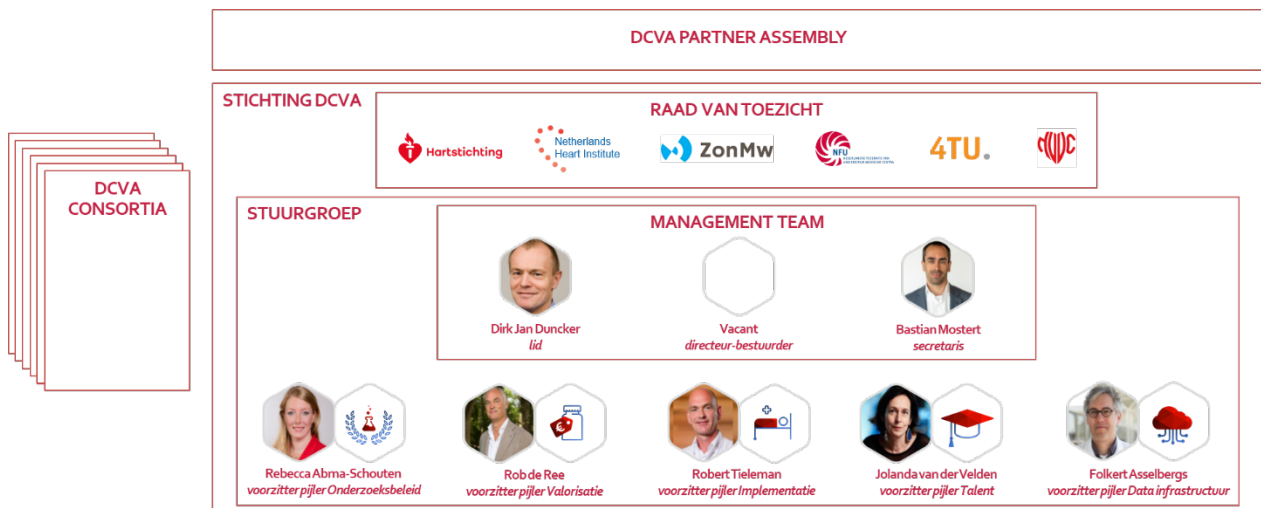 DCVA PARTNER ASSEMBLY
STICHTING DCVA
RAAD VAN TOEZICHT
Hartstichting
Netherlands
Heart Institute
ZonMw
NFU
4TU.
NVVC
DCVA
CONSORTIA
STUURGROEP
MANAGEMENT TEAM
Dirk Jan Duncker
lid
Vacant
directeur-bestuurder
Bastian Mostert
secretaris
Rebecca Abma-Schouten
voorzitter pijler Onderzoeksbeleid
Rob de Ree
voorzitter pijler Valorisatie
Robert Tieleman
voorzitter pijler Implementatie
Jolanda van der Velden
voorzitter pijler Talent
Folkert Asselbergs
voorzitter pijler Data infrastructuur